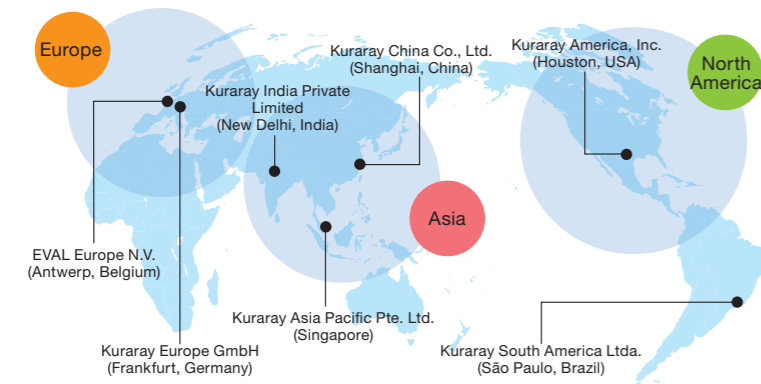 Europe
Kuraray China Co., Ltd.
(Shanghai, China)
Kuraray America, Inc.
(Houston, USA)
North
America
Kuraray India Private
Limited
(New Delhi, India)
Asia
EVAL Europe N.V.
(Antwerp, Belgium)
Kuraray Asia Pacific Pte. Ltd.
(Singapore)
Kuraray Europe GmbH
(Frankfurt, Germany)
Kuraray South America Ltda.
(São Paulo, Brazil)